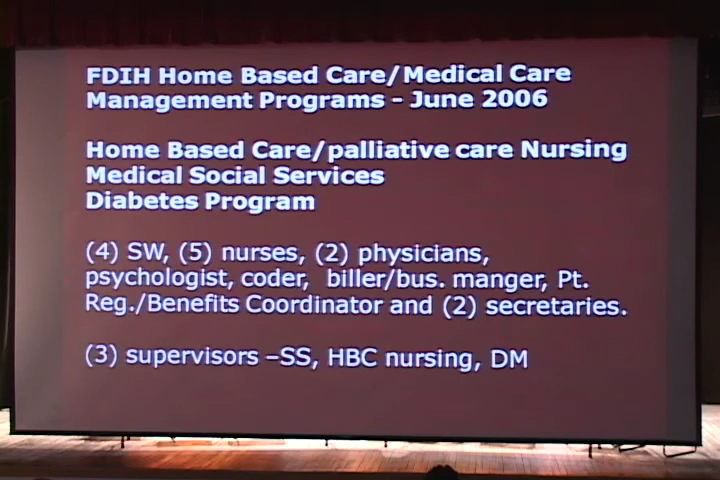 FDIH Home Based Care/Medical Care
Management Programs - June 2006
Home Based Care/palliative care Nursing
Medical Social Services
Diabetes Program
(4) SW, (5) nurses, (2) physicians,
psychologist, coder, biller/bus. manger, Pt.
Reg./Benefits Coordinator and (2) secretaries.
(3) supervisors –SS, HBC nursing, DM